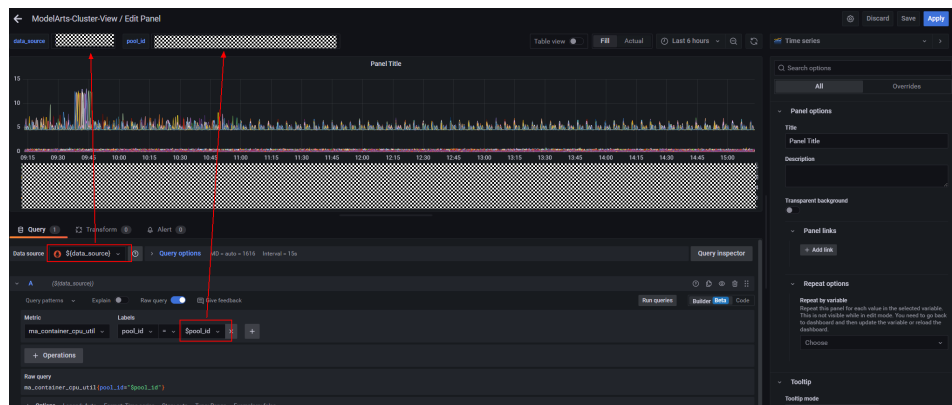 ModelArts-Cluster-View / Edit Panel
Discard Save Apply
data_source pool_id
Table view Fill Actual Last 6 hours
Time series
Panel Title
Search options
All Overrides
15
10
5
0
09:15 09:30 09:45 10:00 10:15 10:30 10:45 11:00 11:15 11:30 11:45 12:00 12:15 12:30 12:45 13:00 13:15 13:30 13:45 14:00 14:15 14:30 14:45 15:00
Panel options
Title
Panel Title
Description
Transparent background
Panel links
+ Add link
Repeat options
Repeat by variable
Repeat this panel for each value in the selected variable.
This is not visible while in edit mode. You need to go back
to dashboard and then update the variable or reload the
dashboard.
Choose
Tooltip
Tooltip mode
Query 1 Transform 0 Alert 0
Data source ${data_source} > Query options MD = auto = 1616 Interval = 15s Query inspector
A (${data_source})
Query patterns Explain Raw query Give feedback Run queries Builder Beta Code
Metric Labels
ma_container_cpu_util pool_id = $pool_id x +
+ Operations
Raw query
ma_container_cpu_util{pool_id="$pool_id"}